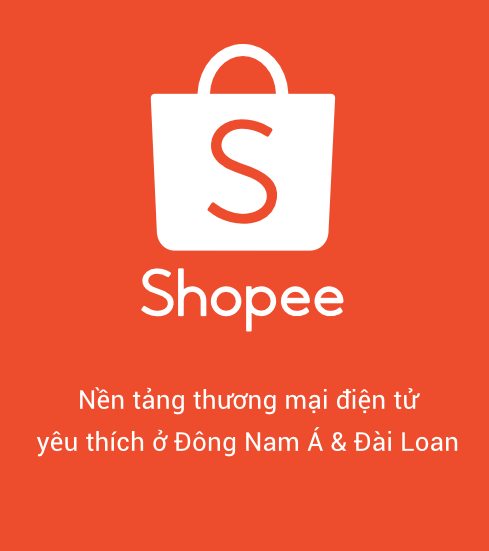 S
Shopee
Nền tảng thương mại điện tử
yêu thích ở Đông Nam Á & Đài Loan